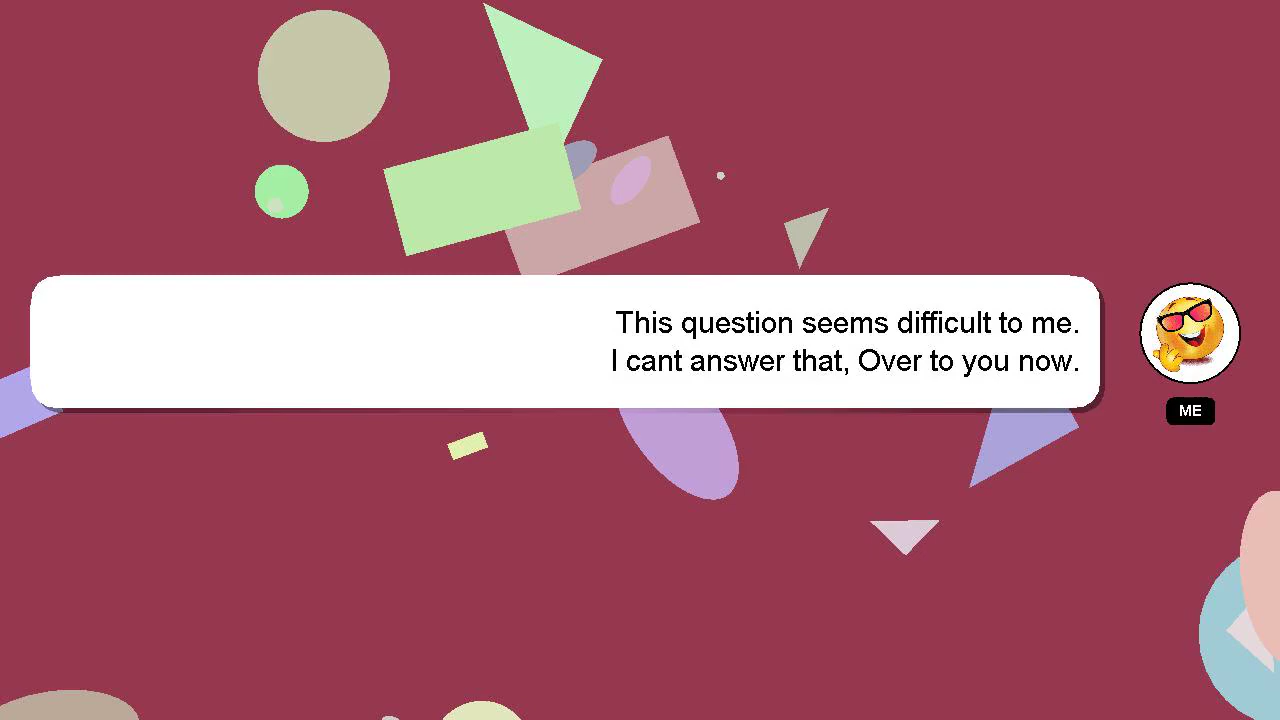 This question seems difficult to me.
I cant answer that, Over to you now.
ME